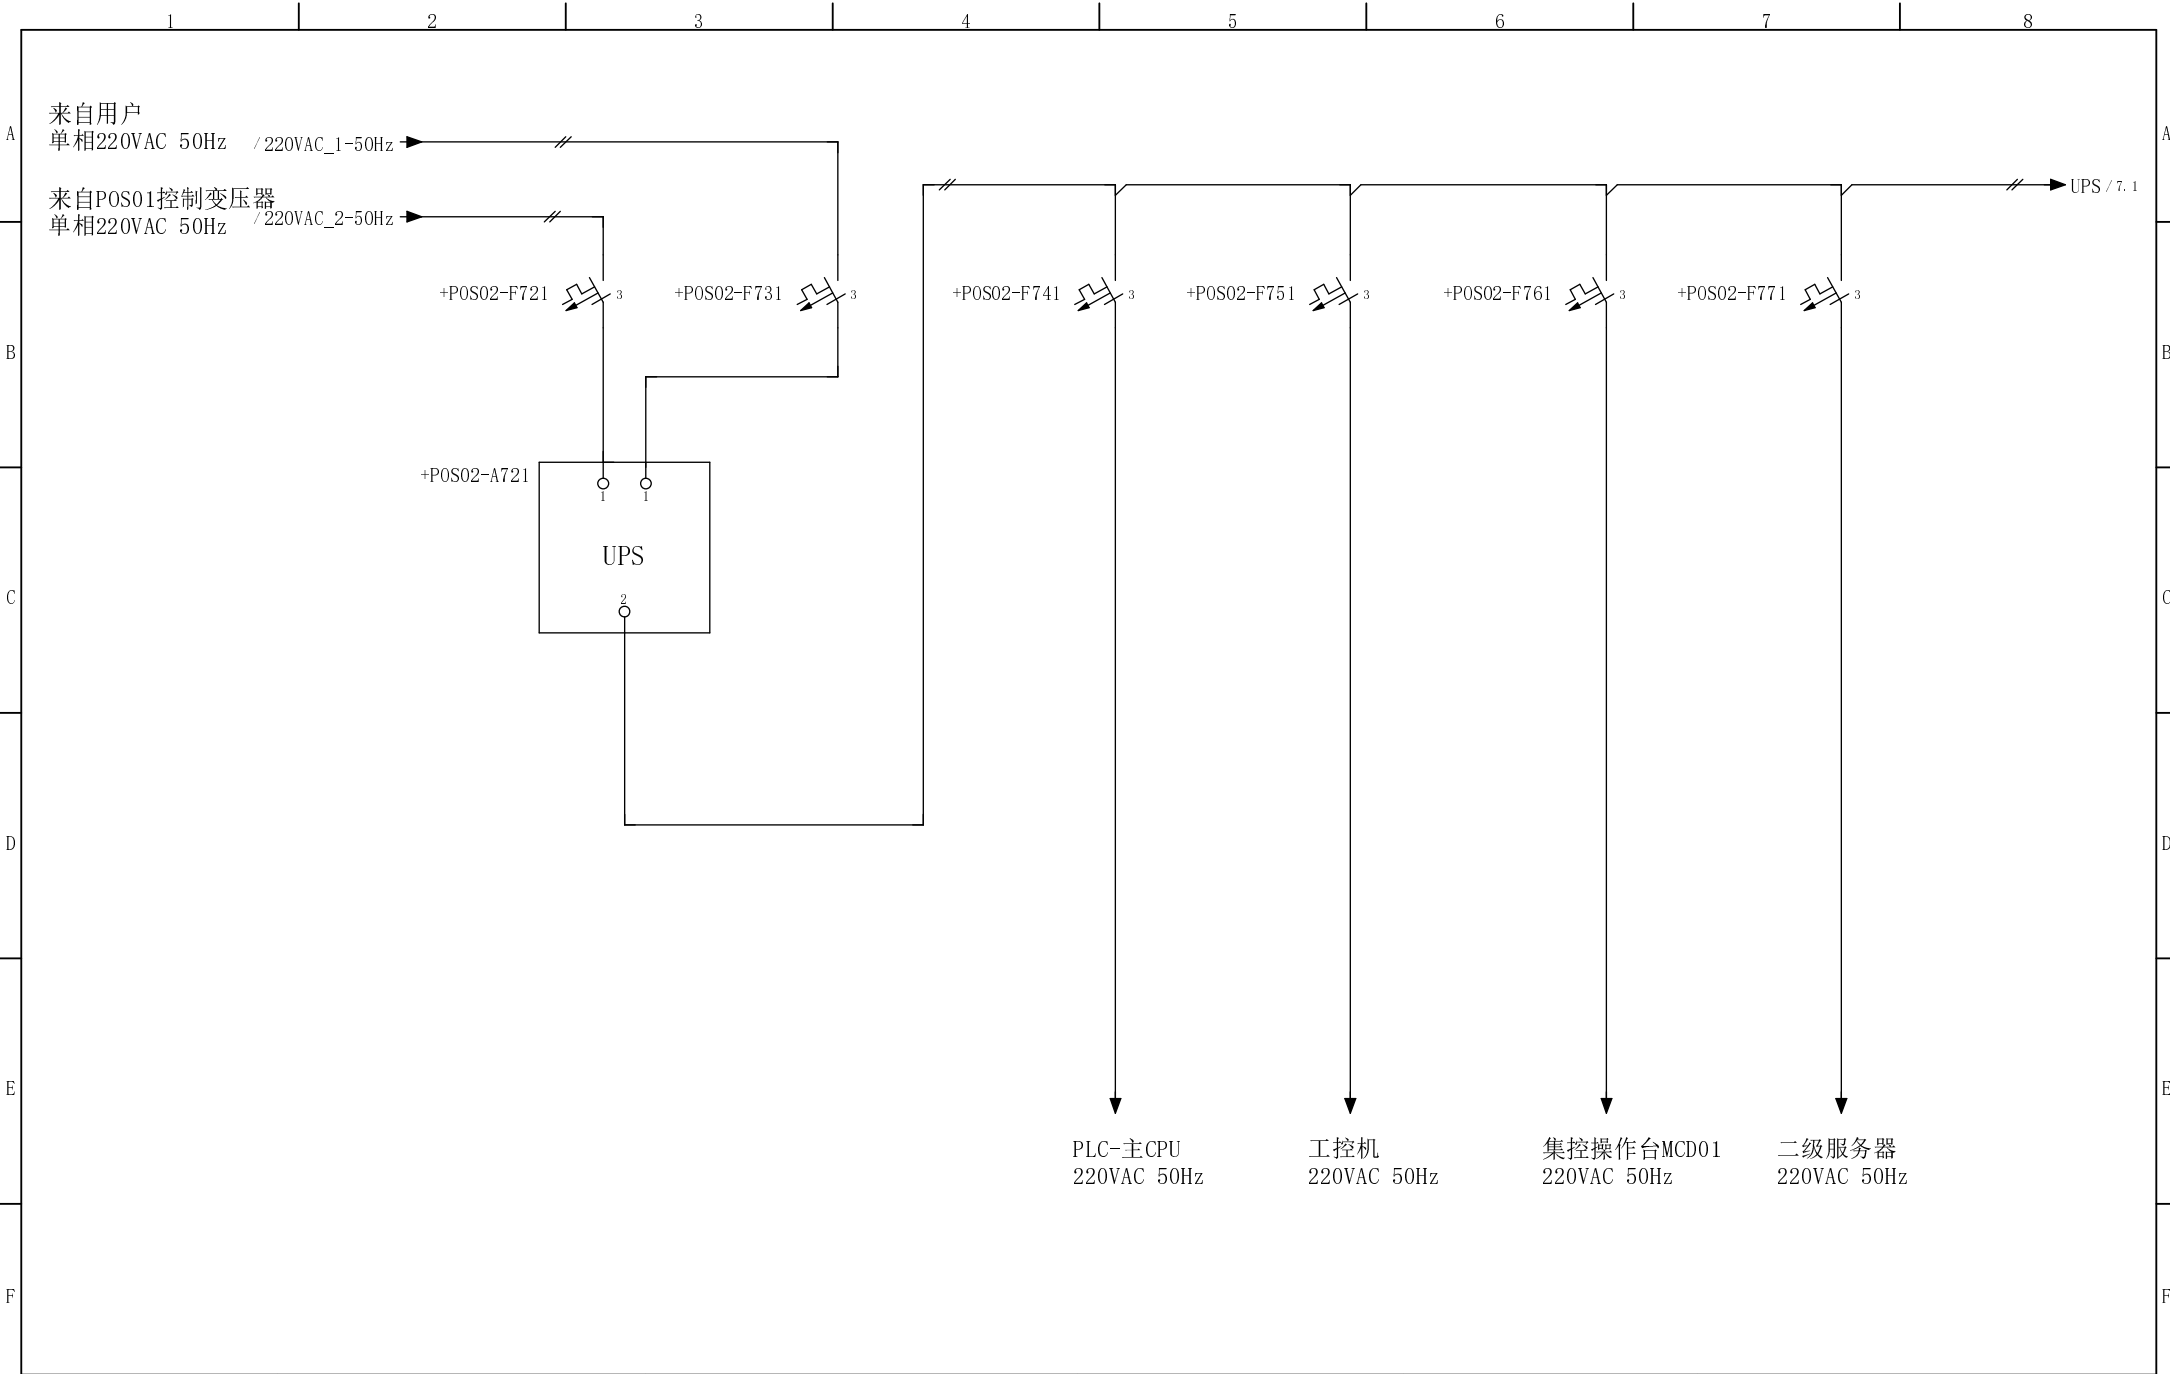 1 2 3 4 5 6 7 8
来自用户
A 单相220VAC 50Hz /220VAC_1-50Hz A
UPS /7.1
来自POS01控制变压器
单相220VAC 50Hz /220VAC_2-50Hz
+POS02-F721 3 +POS02-F731 3 +POS02-F741 3 +POS02-F751 3 +POS02-F761 3 +POS02-F771 3
B B
+POS02-A721
1 1
UPS
C 2 C
D D
E E
PLC-主CPU 工控机 集控操作台MCD01 二级服务器
220VAC 50Hz 220VAC 50Hz 220VAC 50Hz 220VAC 50Hz
F F